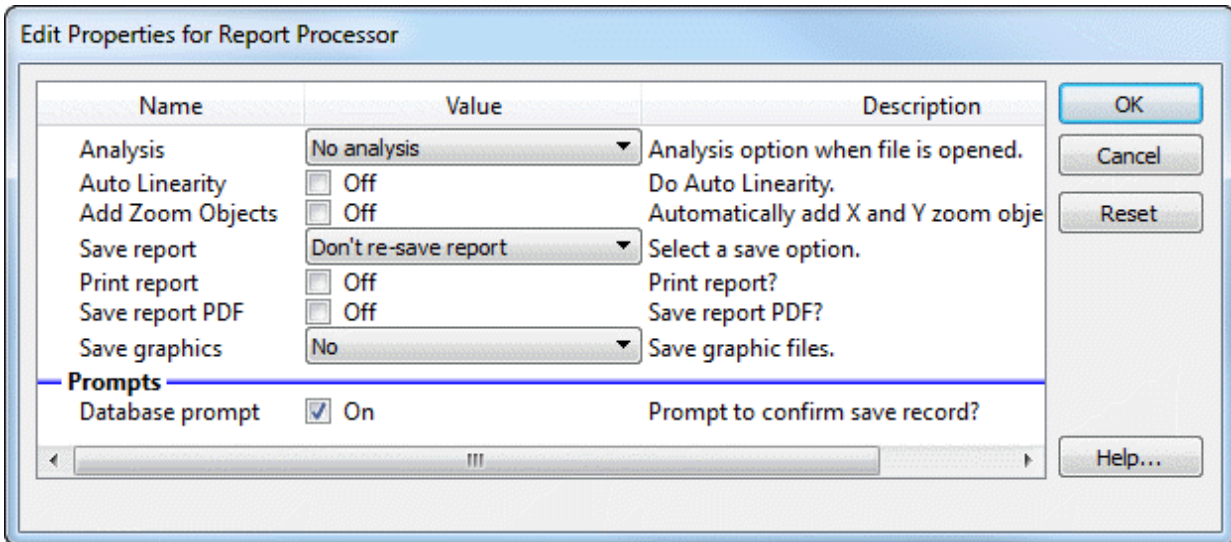 Edit Properties for Report Processor
Name Value Description
Analysis No analysis Analysis option when file is opened.
Auto Linearity Off Do Auto Linearity.
Add Zoom Objects Off Automatically add X and Y zoom obje
Save report Don't re-save report Select a save option.
Print report Off Print report?
Save report PDF Off Save report PDF?
Save graphics No Save graphic files.
Prompts
Database prompt On Prompt to confirm save record?
OK
Cancel
Reset
Help...